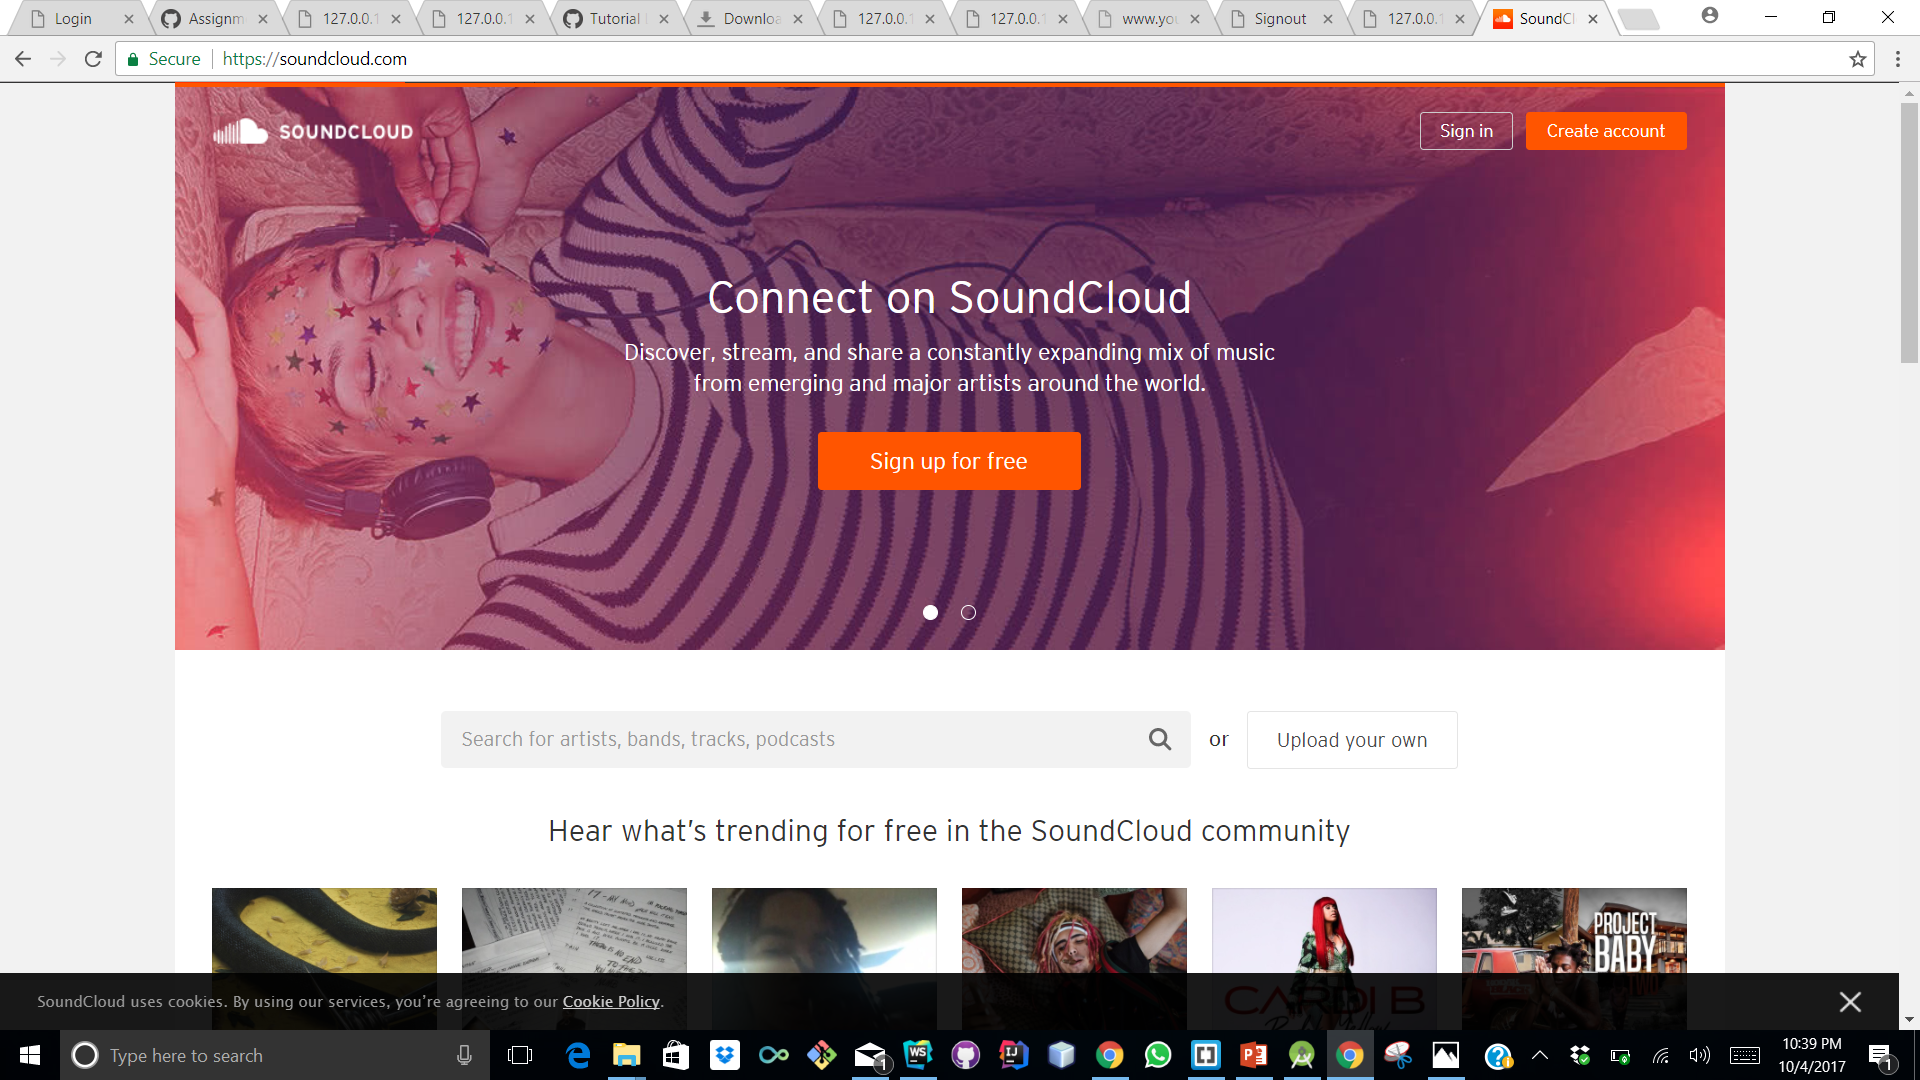 Login
Assignm
127.0.0.1
127.0.0.1
Tutorial
Downloa
127.0.0.1
127.0.0.1
www.you
Signout
127.0.0.1
SoundCl
Secure
https://soundcloud.com
SOUNDCLOUD
Sign in
Create account
Connect on SoundCloud
Discover, stream, and share a constantly expanding mix of music
from emerging and major artists around the world.
Sign up for free
Search for artists, bands, tracks, podcasts
or
Upload your own
Hear what’s trending for free in the SoundCloud community
PROJECT
BABY
CARDI B
SoundCloud uses cookies. By using our services, you’re agreeing to our Cookie Policy.
Type here to search
1
WS
IJ
10:39 PM
10/4/2017
1